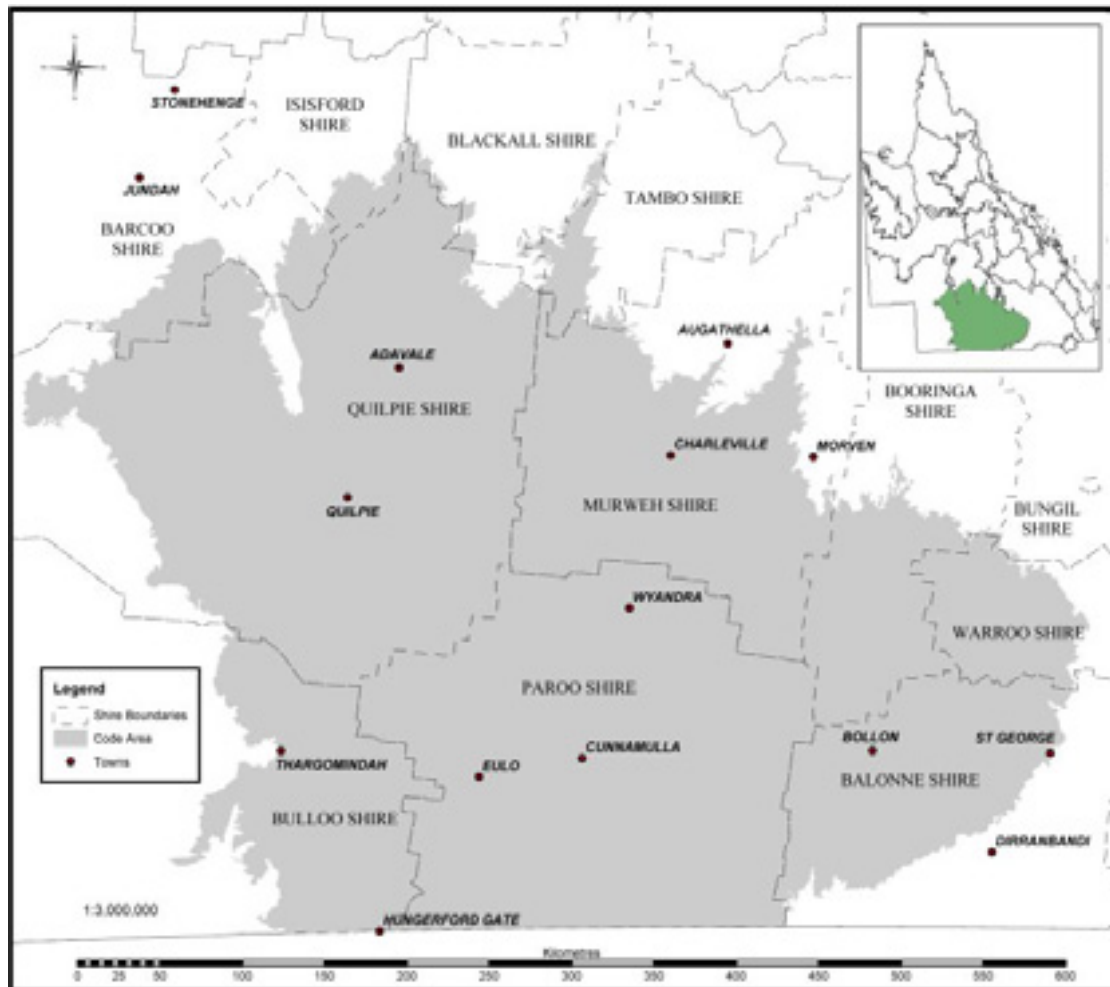 STONEHENGE
ISISFORD
SHIRE
BLACKALL SHIRE
JUNDAH
TAMBO SHIRE
BARCOO
SHIRE
AUGATHELLA
ADAVALE
BOORINGA
SHIRE
QUILPIE SHIRE
CHARLEVILLE
MORVEN
QUILPIE
MURWEH SHIRE
BUNGIL
SHIRE
WYANDRA
WARROO SHIRE
PAROO SHIRE
Legend
Shire Boundaries
Code Area
Towns
THARGOMINDAH
EULO
CUNNAMULLA
BOLLON
ST GEORGE
BALONNE SHIRE
BULLOO SHIRE
DIRRANBANDI
1:3,000,000
HUNGERFORD GATE
Kilometres
0 25 50 100 150 200 250 300 350 400 450 500 550 600